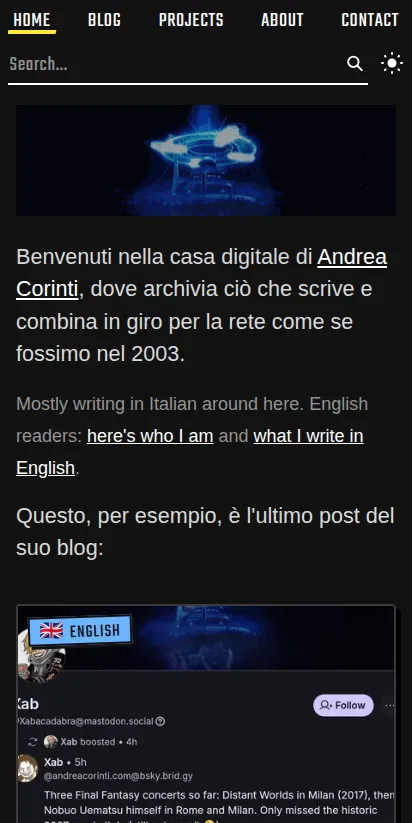 HOME BLOG PROJECTS ABOUT CONTACT
Search...
Benvenuti nella casa digitale di Andrea
Corinti, dove archivia ciò che scrive e
combina in giro per la rete come se
fossimo nel 2003.
Mostly writing in Italian around here. English
readers: here's who I am and what I write in
English.
Questo, per esempio, è l'ultimo post del
suo blog:
ENGLISH
Xab
Xabacadabra@mastodon.social
Follow
Xab boosted • 4h
Xab • 5h
@andreacorinti.com@bsky.brid.gy
Three Final Fantasy concerts so far: Distant Worlds in Milan (2017), then
Nobuo Uematsu himself in Rome and Milan. Only missed the historic